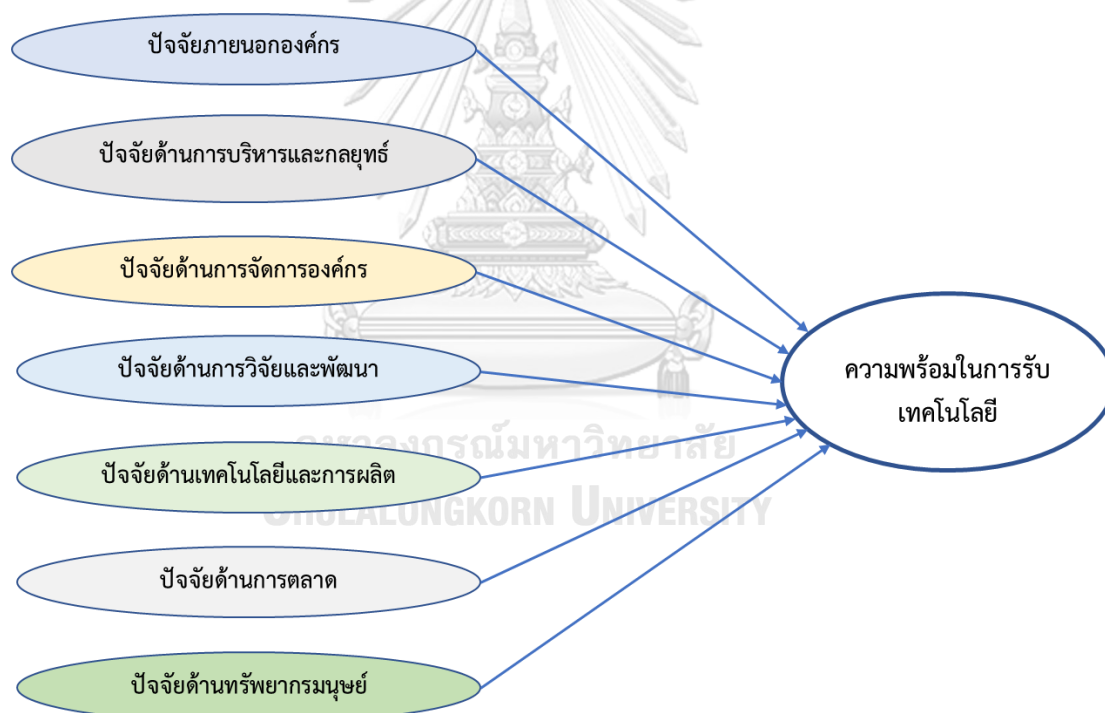 ปัจจัยภายนอกองค์กร
ปัจจัยด้านการบริหารและกลยุทธ์
ปัจจัยด้านการจัดการองค์กร
ปัจจัยด้านการวิจัยและพัฒนา
ปัจจัยด้านเทคโนโลยีและการผลิต
ปัจจัยด้านการตลาด
ปัจจัยด้านทรัพยากรมนุษย์
ความพร้อมในการรับ
เทคโนโลยี
จุฬาลงกรณ์มหาวิทยาลัย
CHULALONGKORN UNIVERSITY